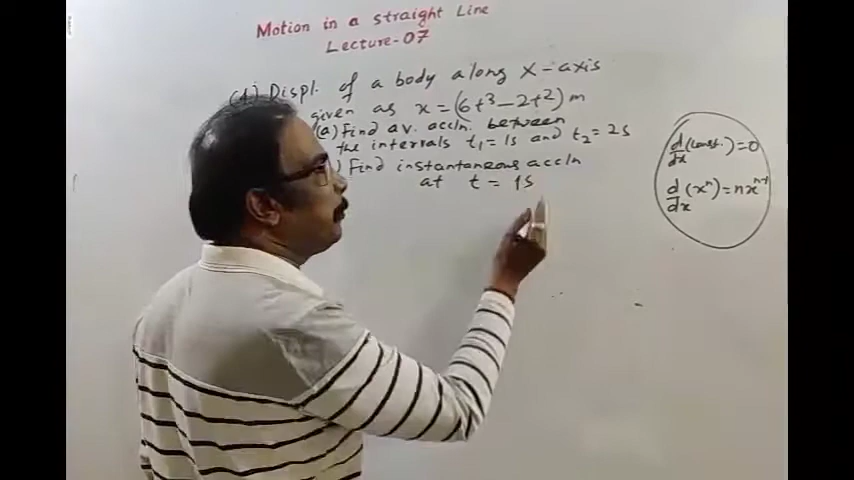 Motion in a straight Line
Lecture-07
(4) Displ. of a body along X-axis
given as x = (6t³ - 2t²) m
(a) Find av. accln. between
the intervals t₁ = 1s and t₂ = 2s
) Find instantaneous accln
at t = 1s
d/dx (const.) = 0
d/dx (xⁿ) = nxⁿ⁻¹